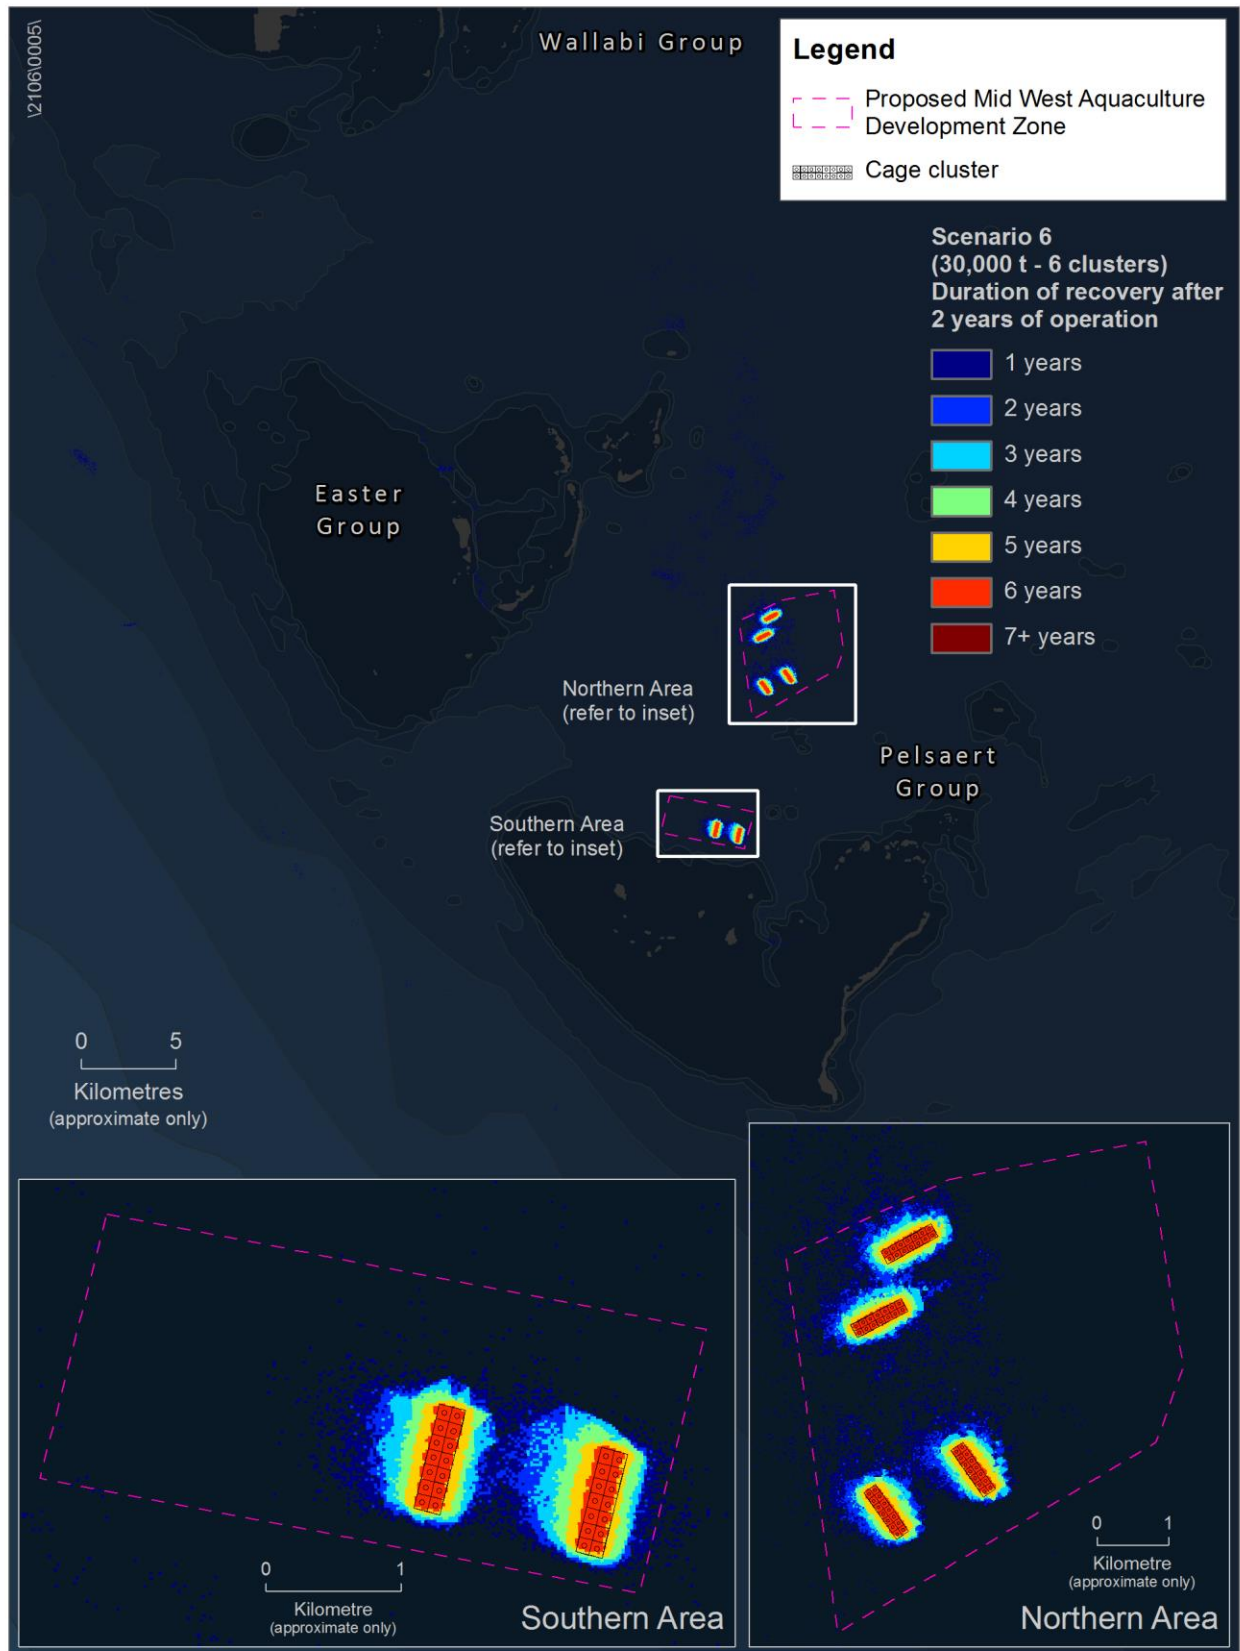 \2106\0005\
Wallabi Group
Legend
Proposed Mid West Aquaculture
Development Zone
Cage cluster
Scenario 6
(30,000 t - 6 clusters)
Duration of recovery after
2 years of operation
1 years
2 years
3 years
4 years
5 years
6 years
7+ years
Easter
Group
Northern Area
(refer to inset)
Pelsaert
Group
Southern Area
(refer to inset)
0 5
Kilometres
(approximate only)
0 1
Kilometre
(approximate only)
Southern Area
0 1
Kilometre
(approximate only)
Northern Area